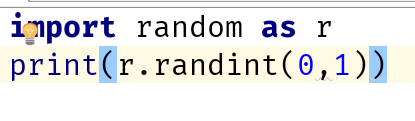 import random as r
print(r.randint(0,1))